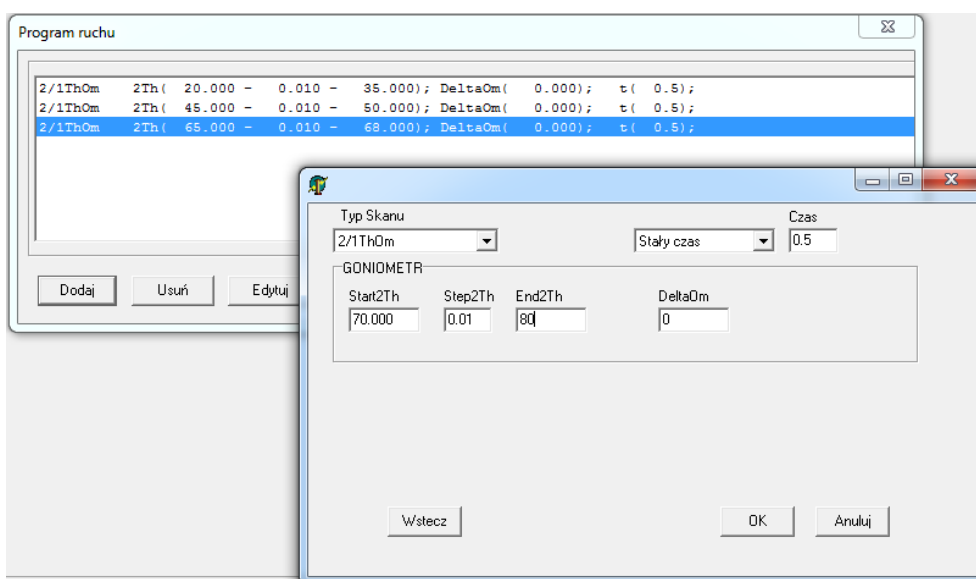 Program ruchu
2/1ThOm 2Th( 20.000 - 0.010 - 35.000); DeltaOm( 0.000); t( 0.5);
2/1ThOm 2Th( 45.000 - 0.010 - 50.000); DeltaOm( 0.000); t( 0.5);
2/1ThOm 2Th( 65.000 - 0.010 - 68.000); DeltaOm( 0.000); t( 0.5);
Dodaj Usuń Edytuj
Typ Skanu Czas
2/1ThOm Stały czas 0.5
GONIOMETR
Start2Th Step2Th End2Th DeltaOm
70.000 0.01 80 0
Wstecz OK Anuluj